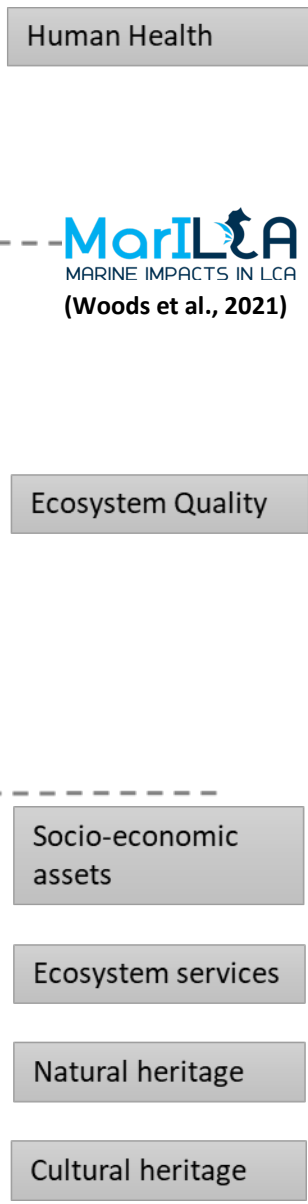 Human Health
MarILCA
MARINE IMPACTS IN LCA
(Woods et al., 2021)
Ecosystem Quality
Socio-economic
assets
Ecosystem services
Natural heritage
Cultural heritage